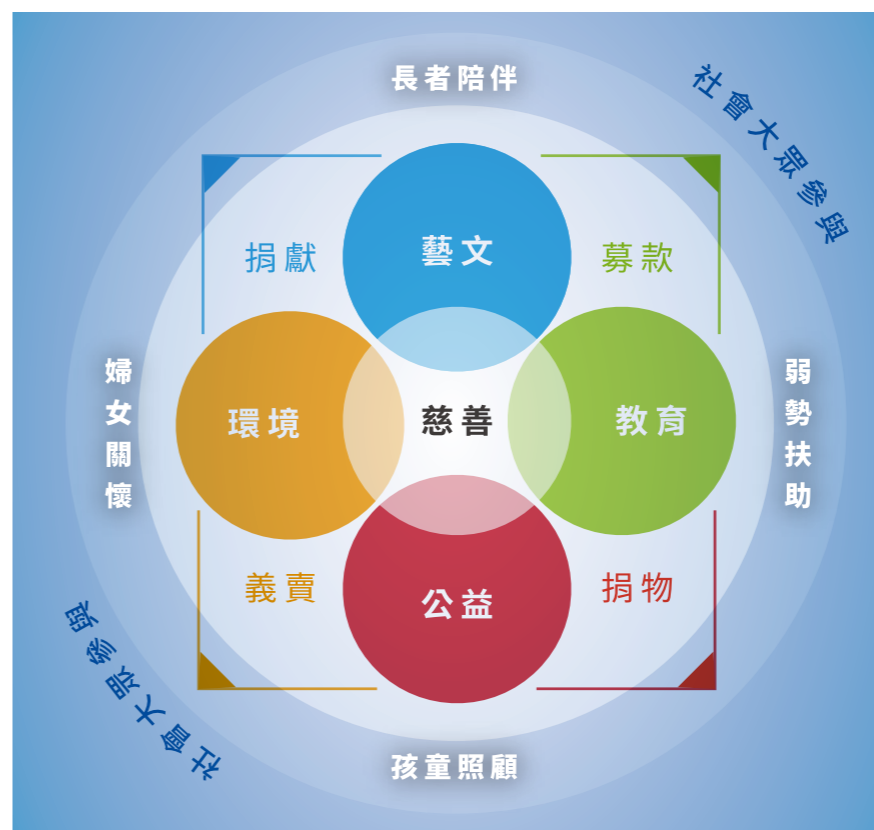 長者陪伴
社會大眾參與
捐獻
藝文
募款
婦女關懷
環境
慈善
教育
弱勢扶助
義賣
公益
捐物
社會大眾參與
孩童照顧